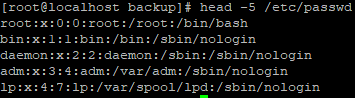 [root@localhost backup]# head -5 /etc/passwd
root:x:0:0:root:/root:/bin/bash
bin:x:1:1:bin:/bin:/sbin/nologin
daemon:x:2:2:daemon:/sbin:/sbin/nologin
adm:x:3:4:adm:/var/adm:/sbin/nologin
lp:x:4:7:lp:/var/spool/lpd:/sbin/nologin